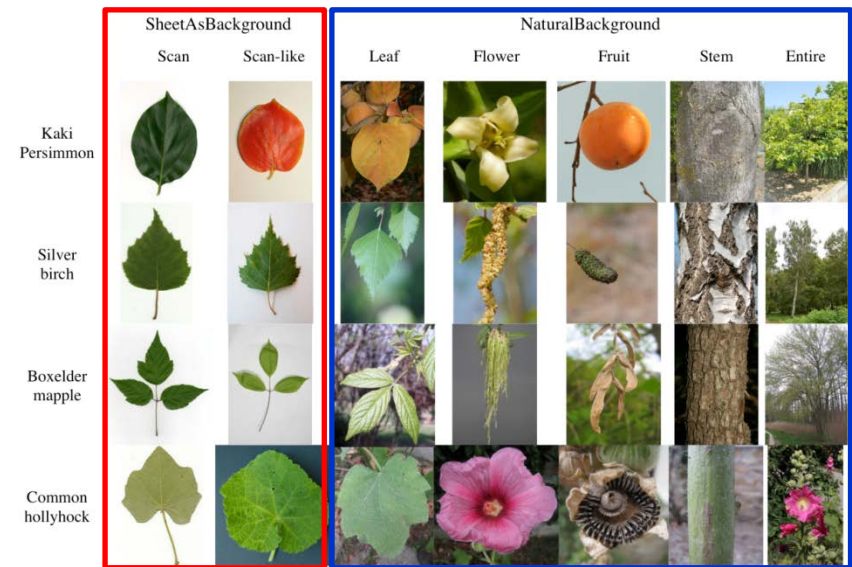 SheetAsBackground NaturalBackground
Scan Scan-like Leaf Flower Fruit Stem Entire
Kaki
Persimmon
Silver
birch
Boxelder
mapple
Common
hollyhock